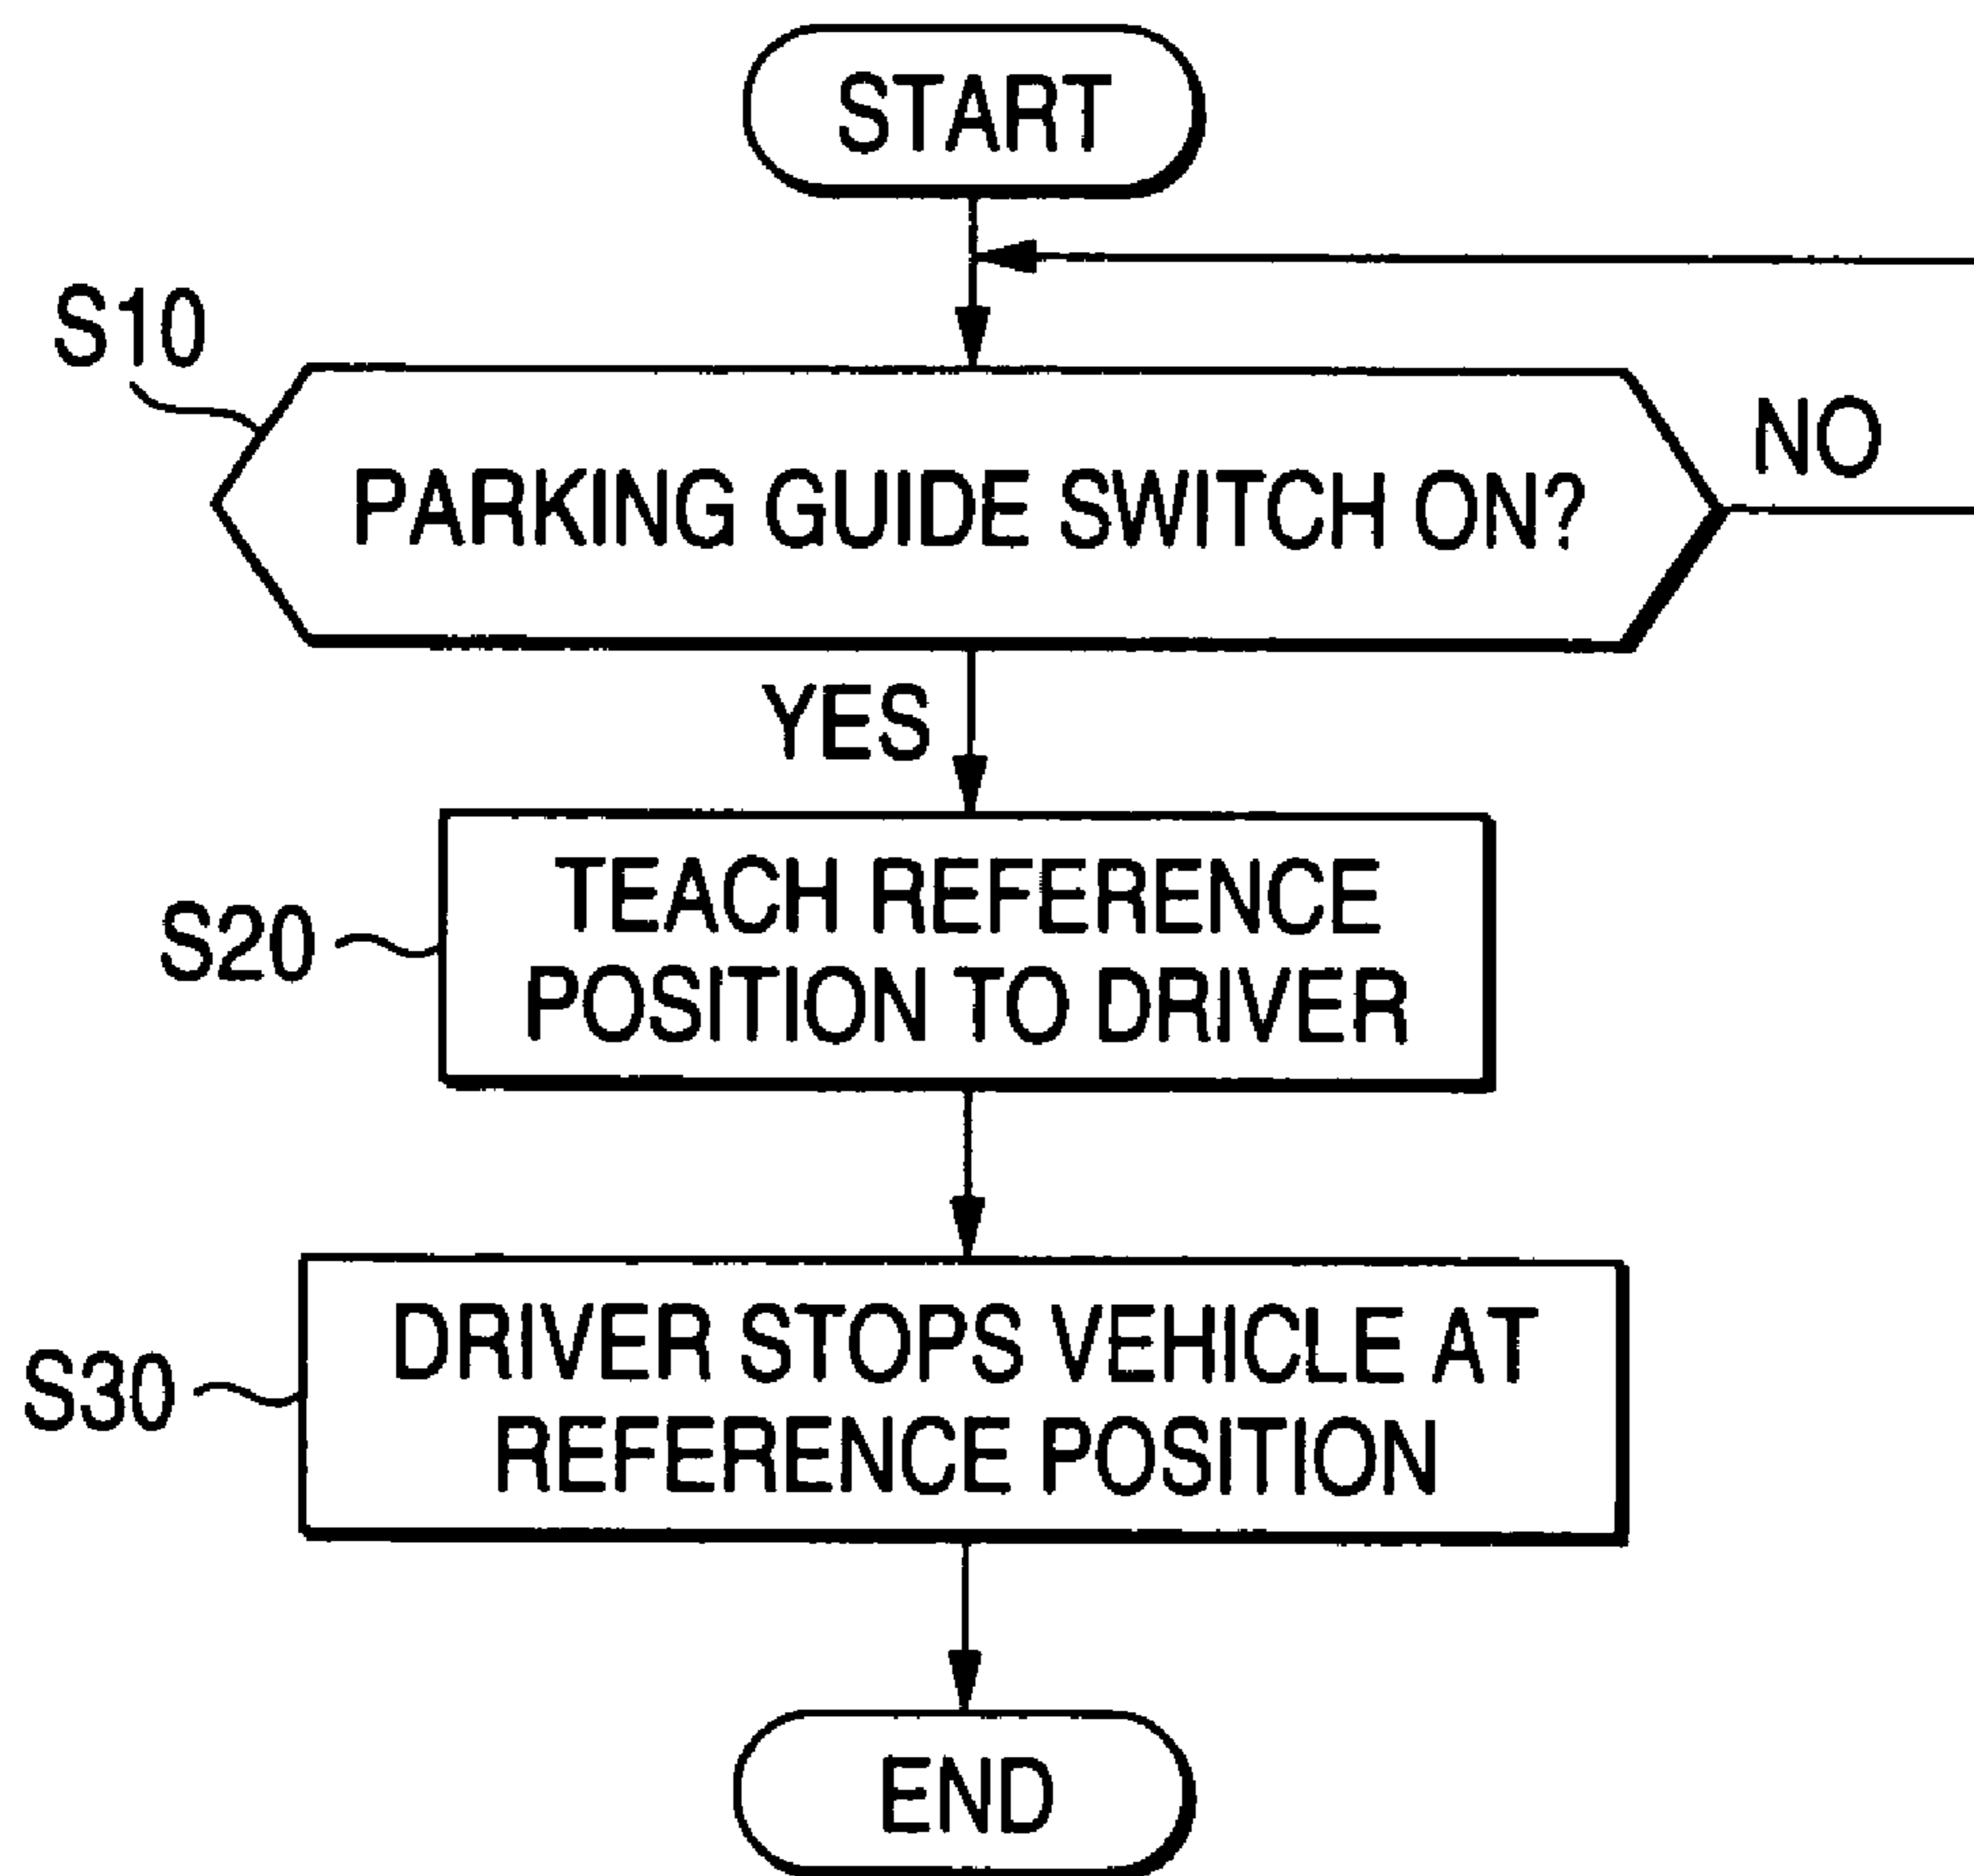 START
S10
PARKING GUIDE SWITCH ON?
NO
YES
S20
TEACH REFERENCE
POSITION TO DRIVER
S30
DRIVER STOPS VEHICLE AT
REFERENCE POSITION
END